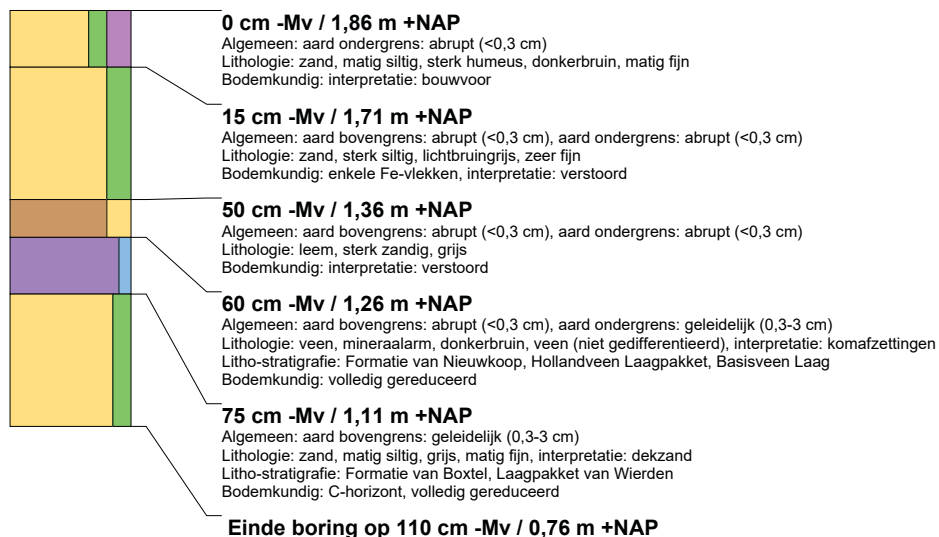 0 cm -Mv / 1,86 m +NAP
Algemeen: aard ondergrens: abrupt (<0,3 cm)
Lithologie: zand, matig siltig, sterk humeus, donkerbruin, matig fijn
Bodemkundig: interpretatie: bouwvoor
15 cm -Mv / 1,71 m +NAP
Algemeen: aard bovengrens: abrupt (<0,3 cm), aard ondergrens: abrupt (<0,3 cm)
Lithologie: zand, sterk siltig, lichtbruingrijs, zeer fijn
Bodemkundig: enkele Fe-vlekken, interpretatie: verstoord
50 cm -Mv / 1,36 m +NAP
Algemeen: aard bovengrens: abrupt (<0,3 cm), aard ondergrens: abrupt (<0,3 cm)
Lithologie: leem, sterk zandig, grijs
Bodemkundig: interpretatie: verstoord
60 cm -Mv / 1,26 m +NAP
Algemeen: aard bovengrens: abrupt (<0,3 cm), aard ondergrens: geleidelijk (0,3-3 cm)
Lithologie: veen, mineraalarm, donkerbruin, veen (niet gedifferentieerd), interpretatie: komafzettingen
Litho-stratigrafie: Formatie van Nieuwkoop, Hollandveen Laagpakket, Basisveen Laag
Bodemkundig: volledig gereduceerd
75 cm -Mv / 1,11 m +NAP
Algemeen: aard bovengrens: geleidelijk (0,3-3 cm)
Lithologie: zand, matig siltig, grijs, matig fijn, interpretatie: dekzand
Litho-stratigrafie: Formatie van Boxtel, Laagpakket van Wierden
Bodemkundig: C-horizont, volledig gereduceerd
Einde boring op 110 cm -Mv / 0,76 m +NAP